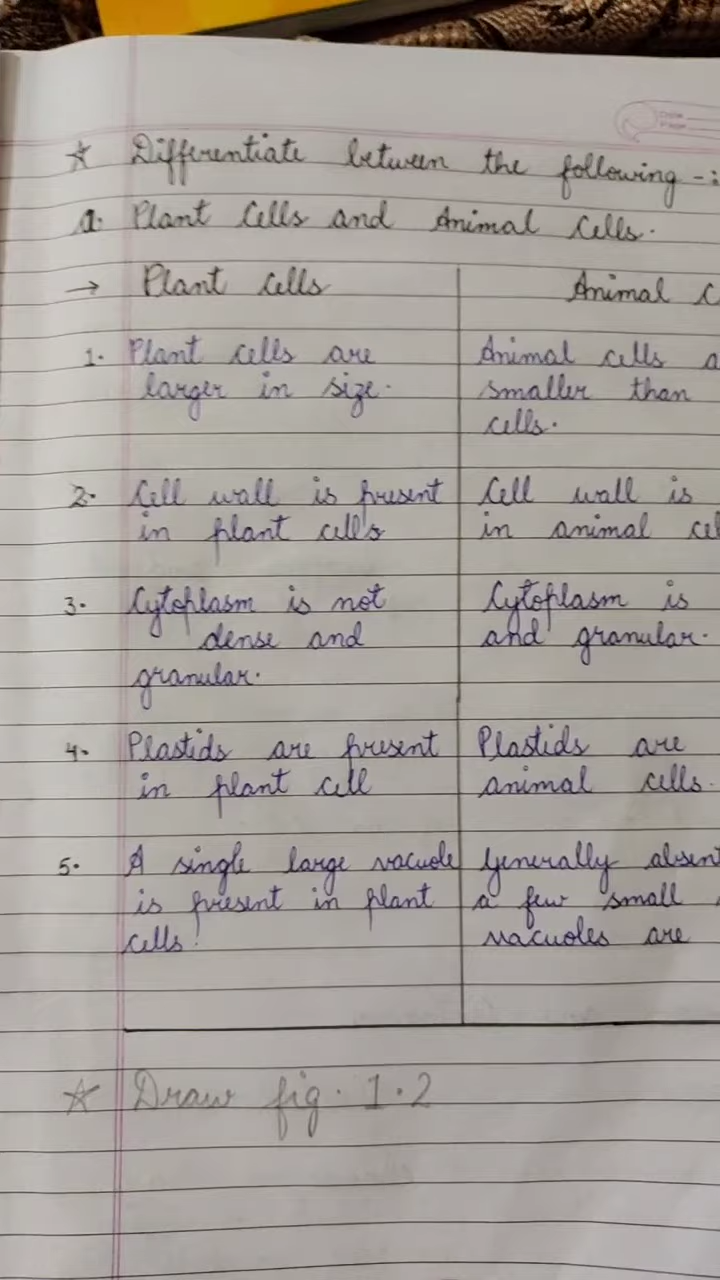 ☆ Differentiate between the following -:
a. Plant Cells and Animal Cells.
→ Plant Cells Animal C
1. Plant cells are Animal cells a
larger in size. smaller than
cells.
2. Cell wall is present Cell wall is
in plant cells in animal cel
3. Cytoplasm is not Cytoplasm is
dense and and granular.
granular.
4. Plastids are present Plastids are
in plant cell animal cells.
5. A single large vacuole Generally absent
is present in plant a few small
cells. vacuoles are
☆ Draw fig. 1.2